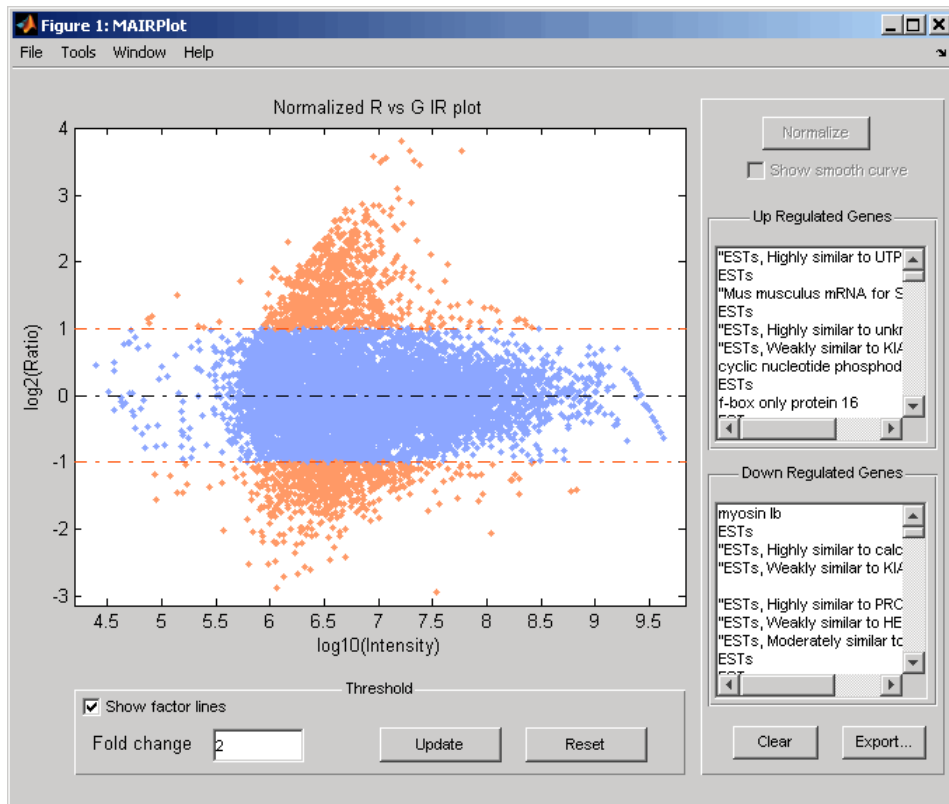 Figure 1: MAIRPlot
File Tools Window Help
Normalized R vs G IR plot
4
3
2
1
0
-1
-2
-3
log2(Ratio)
4.5 5 5.5 6 6.5 7 7.5 8 8.5 9 9.5
log10(Intensity)
Threshold
Show factor lines
Fold change 2 Update Reset
Normalize
Show smooth curve
Up Regulated Genes
"ESTs, Highly similar to UTP
ESTs
"Mus musculus mRNA for S
ESTs
"ESTs, Highly similar to unkr
"ESTs, Weakly similar to KIA
cyclic nucleotide phosphod
ESTs
f-box only protein 16
Down Regulated Genes
myosin Ib
ESTs
"ESTs, Highly similar to calc
"ESTs, Weakly similar to KIA
"ESTs, Highly similar to PRC
"ESTs, Weakly similar to HE
"ESTs, Moderately similar to
ESTs
Clear Export...